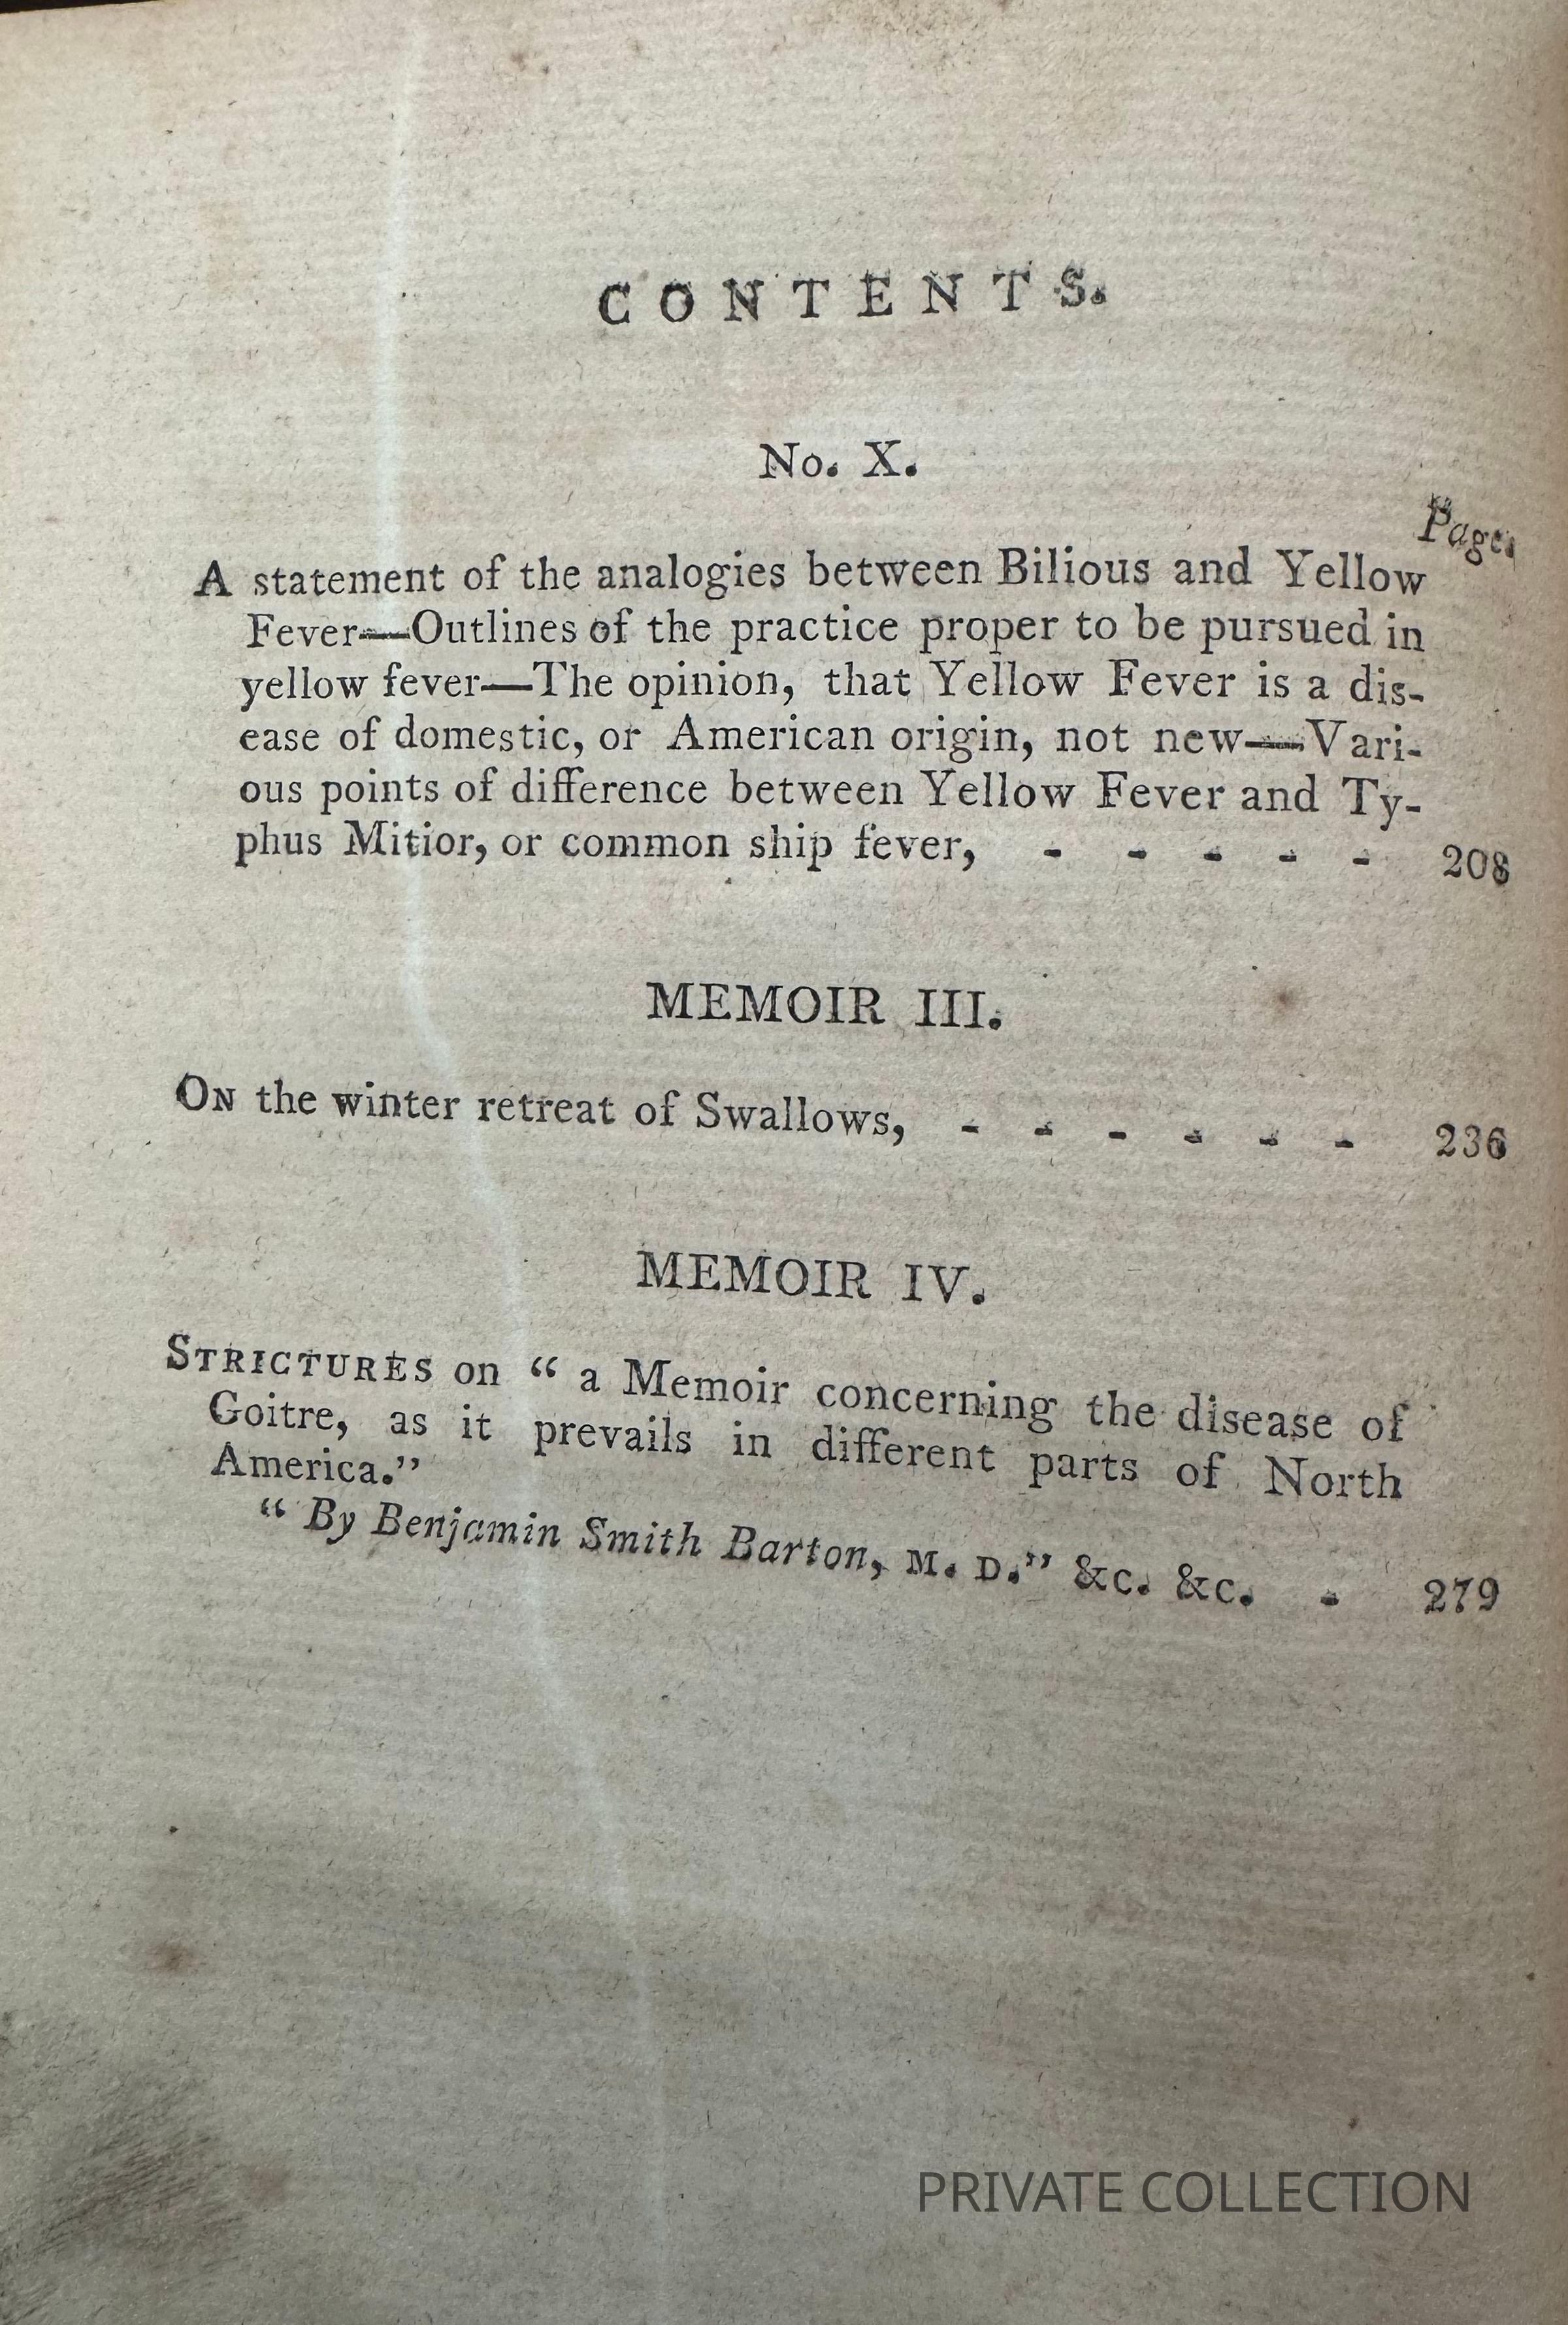 CONTENTS.
No. X.
Page.
A statement of the analogies between Bilious and Yellow
Fever—Outlines of the practice proper to be pursued in
yellow fever—The opinion, that Yellow Fever is a dis-
ease of domestic, or American origin, not new—Vari-
ous points of difference between Yellow Fever and Ty-
phus Mitior, or common ship fever, - - - - - 208
MEMOIR III.
ON the winter retreat of Swallows, - - - - - - 236
MEMOIR IV.
STRICTURES on “ a Memoir concerning the disease of
Goitre, as it prevails in different parts of North
America.”
“ By Benjamin Smith Barton, M. D.” &c. &c. - 279
PRIVATE COLLECTION